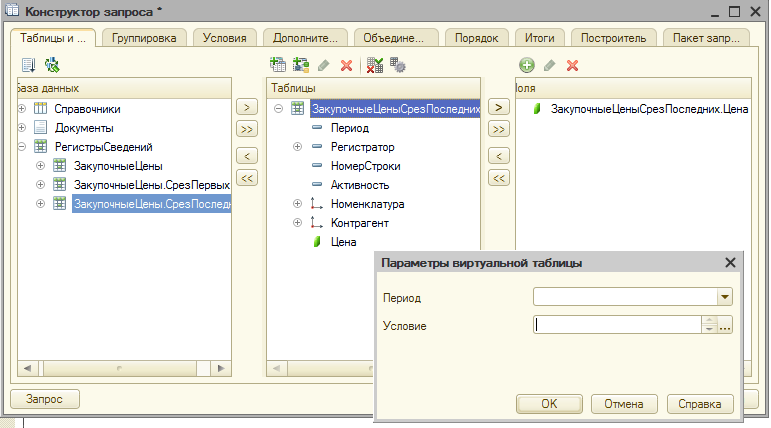 Конструктор запроса *
Таблицы и ...
Группировка
Условия
Дополните...
Объедине...
Порядок
Итоги
Построитель
Пакет запр...
База данных
Справочники
Документы
РегистрыСведений
ЗакупочныеЦены
ЗакупочныеЦены.СрезПервых
ЗакупочныеЦены.СрезПоследн
Таблицы
ЗакупочныеЦеныСрезПоследних
Период
Регистратор
НомерСтроки
Активность
Номенклатура
Контрагент
Цена
Поля
ЗакупочныеЦеныСрезПоследних.Цена
Параметры виртуальной таблицы
Период
Условие
...
OK
Отмена
Справка
Запрос